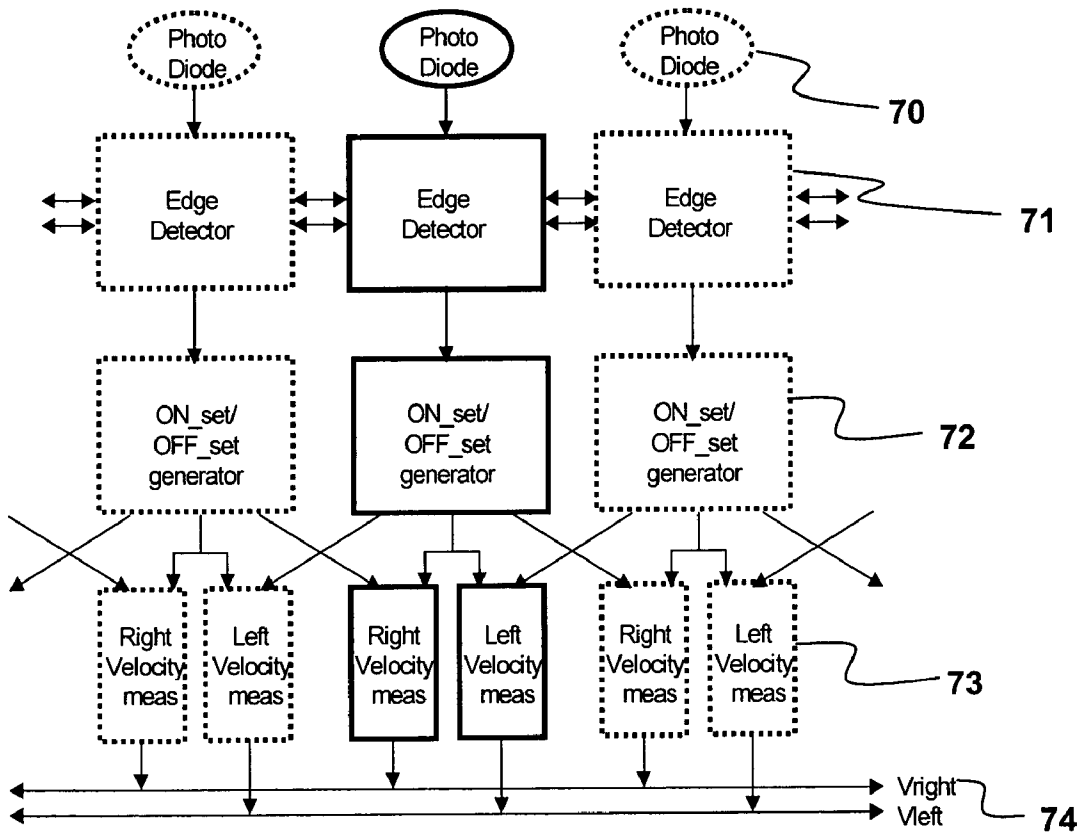 Photo
Diode
Photo
Diode
Photo
Diode
70
Edge
Detector
Edge
Detector
Edge
Detector
71
ON_set/
OFF_set
generator
ON_set/
OFF_set
generator
ON_set/
OFF_set
generator
72
Right
Velocity
meas
Left
Velocity
meas
Right
Velocity
meas
Left
Velocity
meas
Right
Velocity
meas
Left
Velocity
meas
73
Vright
Vleft
74